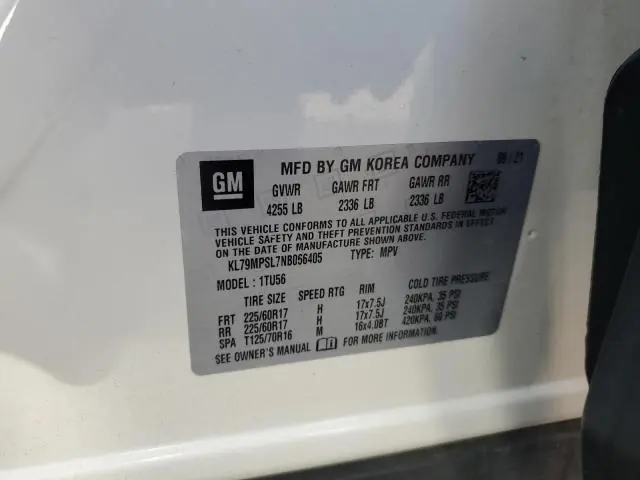 GM MFD BY GM KOREA COMPANY 09/21
GVWR GAWR FRT GAWR RR
4255 LB 2336 LB 2336 LB
THIS VEHICLE CONFORMS TO ALL APPLICABLE U.S. FEDERAL MOTOR
VEHICLE SAFETY, BUMPER, AND THEFT PREVENTION STANDARDS IN EFFECT
ON THE DATE OF MANUFACTURE SHOWN ABOVE.
KL79MPSL7NB056405 TYPE: MPV
MODEL : 1TU56
TIRE SIZE SPEED RTG RIM COLD TIRE PRESSURE
FRT 225/60R17 H 17x7.5J 240KPA, 35 PSI
RR 225/60R17 H 17x7.5J 240KPA, 35 PSI
SPA T125/70R16 M 16x4.0BT 420KPA, 60 PSI
SEE OWNER'S MANUAL FOR MORE INFORMATION.